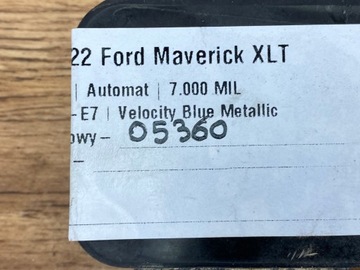 22 Ford Maverick XLT
| Automat | 7.000 MIL
- E7 | Velocity Blue Metallic
owy - 05360
-